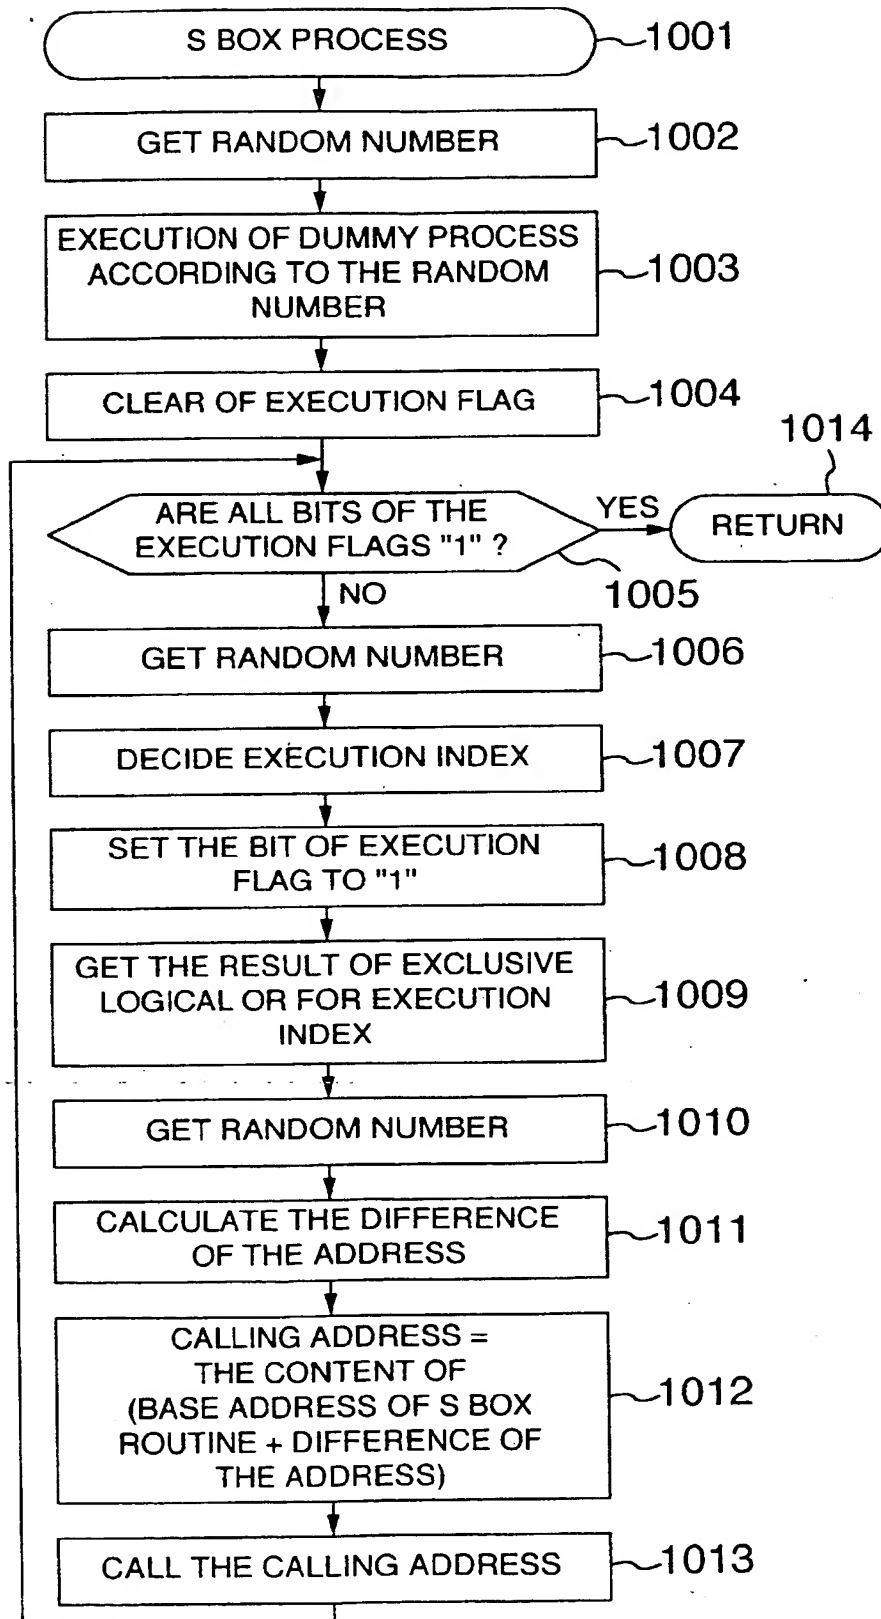 S BOX PROCESS
1001
GET RANDOM NUMBER
1002
EXECUTION OF DUMMY PROCESS
ACCORDING TO THE RANDOM
NUMBER
1003
CLEAR OF EXECUTION FLAG
1004
1014
ARE ALL BITS OF THE
EXECUTION FLAGS "1" ?
YES
RETURN
1005
NO
GET RANDOM NUMBER
1006
DECIDE EXECUTION INDEX
1007
SET THE BIT OF EXECUTION
FLAG TO "1"
1008
GET THE RESULT OF EXCLUSIVE
LOGICAL OR FOR EXECUTION
INDEX
1009
GET RANDOM NUMBER
1010
CALCULATE THE DIFFERENCE
OF THE ADDRESS
1011
CALLING ADDRESS =
THE CONTENT OF
(BASE ADDRESS OF S BOX
ROUTINE + DIFFERENCE OF
THE ADDRESS)
1012
CALL THE CALLING ADDRESS
1013